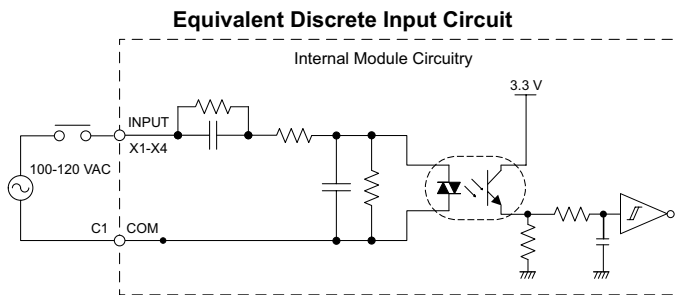 Equivalent Discrete Input Circuit
Internal Module Circuitry
3.3 V
INPUT
X1-X4
100-120 VAC
C1
COM